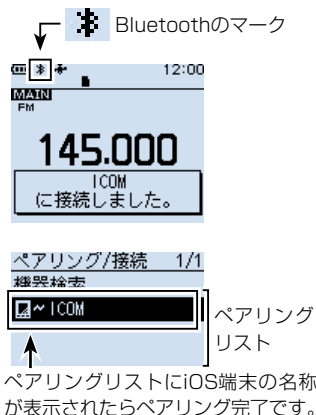 Bluetoothのマーク
12:00
MAIN
FM
145.000
ICOM
に接続しました。
ペアリング/接続 1/1
機器検索
ICOM
ペアリング
リスト
ペアリングリストにiOS端末の名称
が表示されたらペアリング完了です。